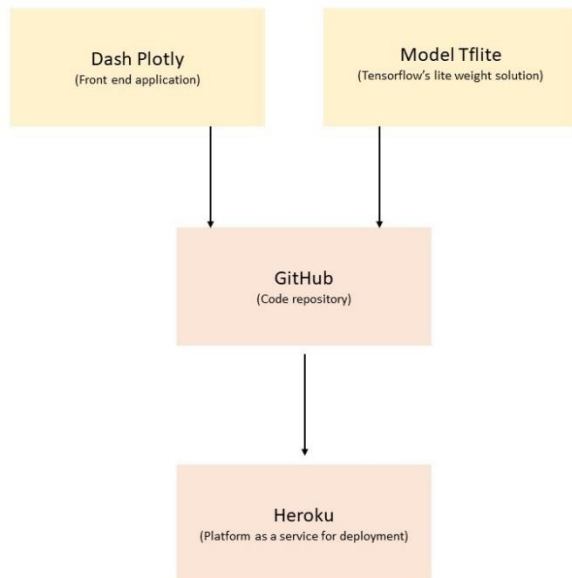 Dash Plotly
(Front end application)
Model Tflite
(Tensorflow's lite weight solution)
GitHub
(Code repository)
Heroku
(Platform as a service for deployment)